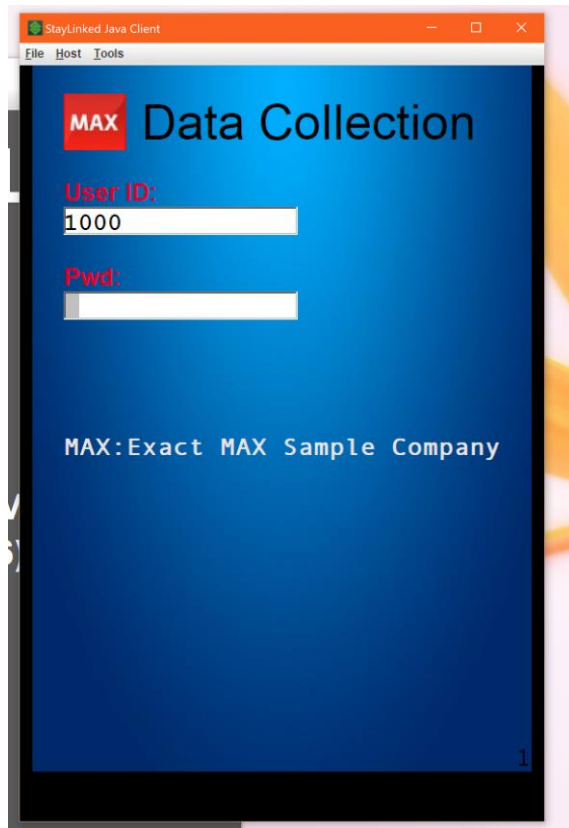 StayLinked Java Client
File Host Tools
MAX Data Collection
User ID:
1000
Pwd:
MAX:Exact MAX Sample Company
1